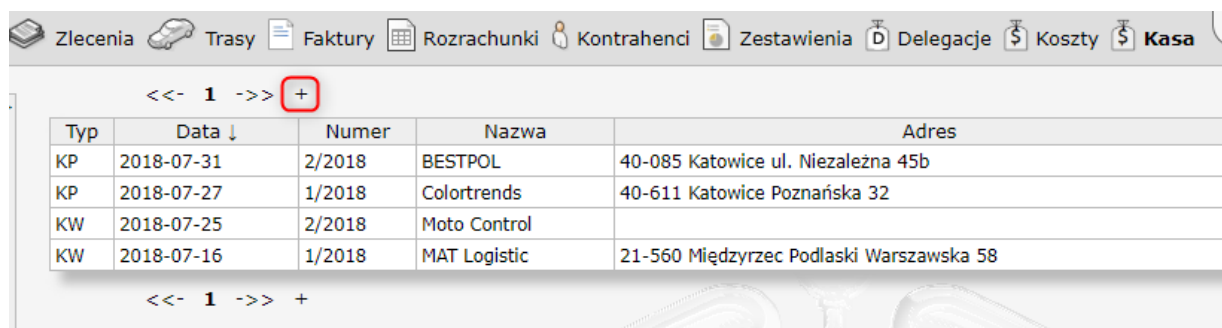 Zlecenia Trasy Faktury Rozrachunki Kontrahenci Zestawienia D Delegacje $ Koszty $ Kasa
<<- 1 ->> +
Typ Data ↓ Numer Nazwa Adres
KP 2018-07-31 2/2018 BESTPOL 40-085 Katowice ul. Niezależna 45b
KP 2018-07-27 1/2018 Colortrends 40-611 Katowice Poznańska 32
KW 2018-07-25 2/2018 Moto Control
KW 2018-07-16 1/2018 MAT Logistic 21-560 Międzyrzec Podlaski Warszawska 58
<<- 1 ->> +